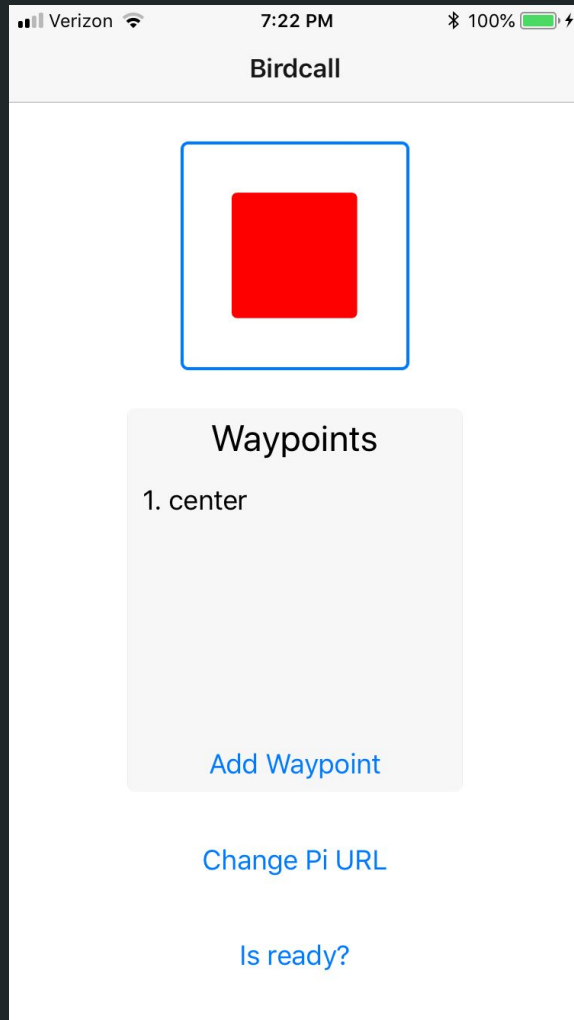 Verizon 7:22 PM 100%
Birdcall
Waypoints
1. center
Add Waypoint
Change Pi URL
Is ready?